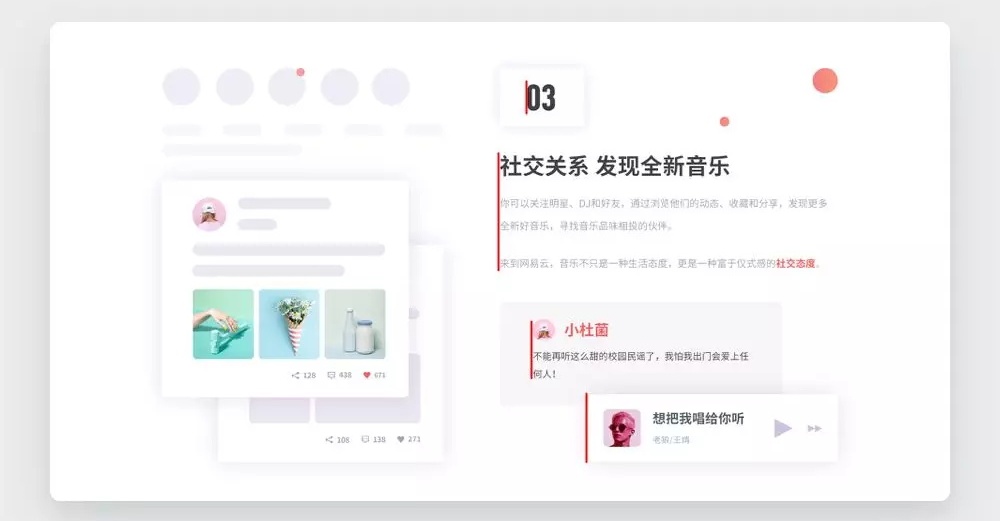 03
社交关系 发现全新音乐
你可以关注明星、DJ和好友，通过浏览他们的动态、收藏和分享，发现更多
全新好音乐，寻找音乐品味相投的伙伴。
来到网易云，音乐不只是一种生活态度，更是一种富于仪式感的社交态度。
小杜菌
不能再听这么甜的校园民谣了，我怕我出门会爱上任
何人！
想把我唱给你听
老狼/王婧
128 438 671
108 138 271